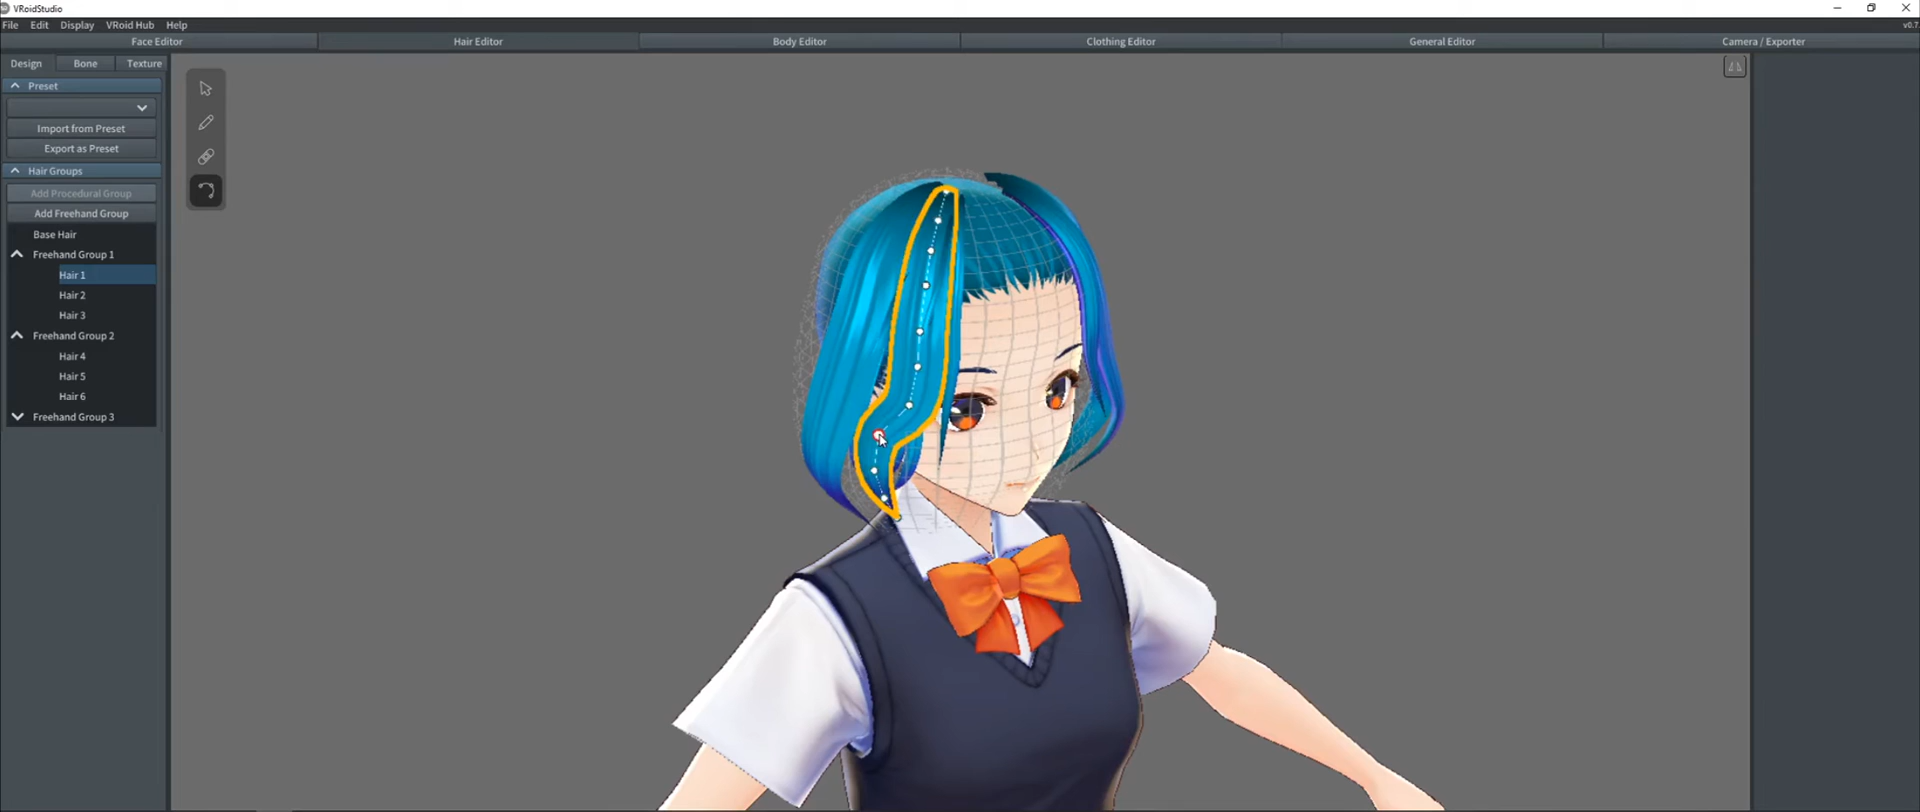 VRoidStudio
File Edit Display VRoid Hub Help
v0.7
Face Editor Hair Editor Body Editor Clothing Editor General Editor Camera / Exporter
Design Bone Texture
Preset
Import from Preset
Export as Preset
Hair Groups
Add Procedural Group
Add Freehand Group
Base Hair
Freehand Group 1
Hair 1
Hair 2
Hair 3
Freehand Group 2
Hair 4
Hair 5
Hair 6
Freehand Group 3